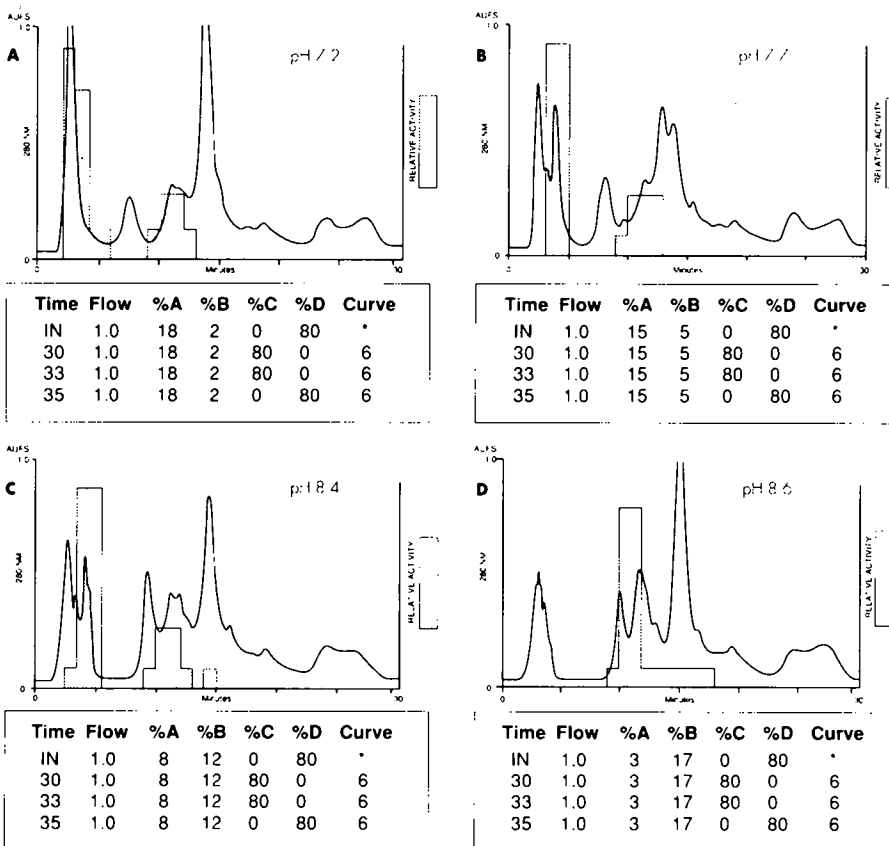 AUFS
1.0
A
pH 7.2
280 NM
RELATIVE ACTIVITY
0
Minutes
30
Time Flow %A %B %C %D Curve
IN 1.0 18 2 0 80 *
30 1.0 18 2 80 0 6
33 1.0 18 2 80 0 6
35 1.0 18 2 0 80 6
AUFS
1.0
B
pH 7.7
280 NM
RELATIVE ACTIVITY
0
Minutes
30
Time Flow %A %B %C %D Curve
IN 1.0 15 5 0 80 *
30 1.0 15 5 80 0 6
33 1.0 15 5 80 0 6
35 1.0 15 5 0 80 6
AUFS
1.0
C
pH 8.4
280 NM
RELATIVE ACTIVITY
0
Minutes
30
Time Flow %A %B %C %D Curve
IN 1.0 8 12 0 80 *
30 1.0 8 12 80 0 6
33 1.0 8 12 80 0 6
35 1.0 8 12 0 80 6
AUFS
1.0
D
pH 8.6
280 NM
RELATIVE ACTIVITY
0
Minutes
30
Time Flow %A %B %C %D Curve
IN 1.0 3 17 0 80 *
30 1.0 3 17 80 0 6
33 1.0 3 17 80 0 6
35 1.0 3 17 0 80 6